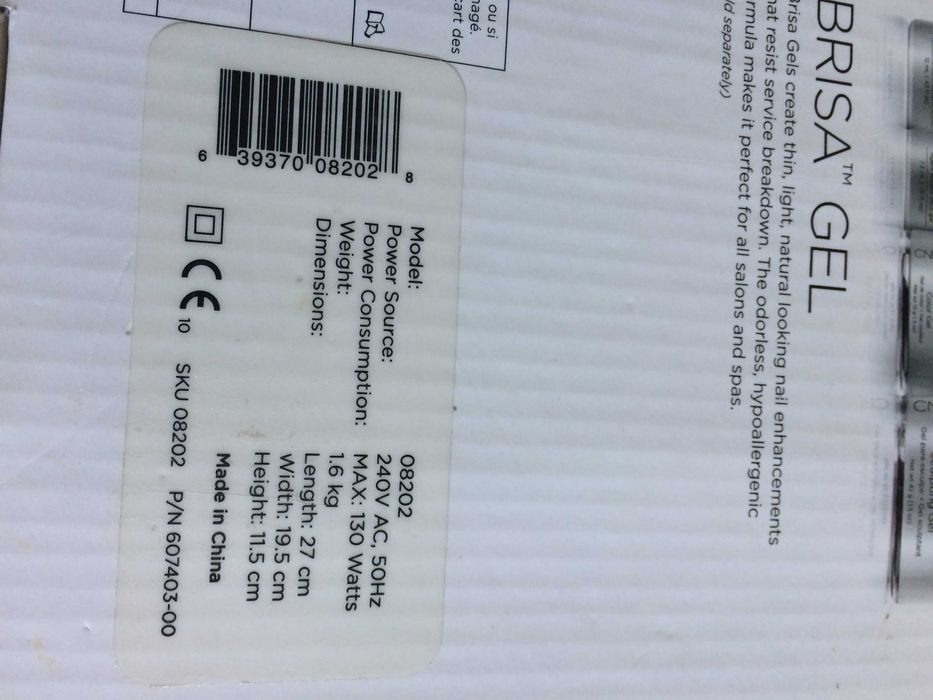 ou si
nagé.
cart des
BRISA™ GEL
Brisa Gels create thin, light, natural looking nail enhancements
hat resist service breakdown. The odorless, hypoallergenic
rmula makes it perfect for all salons and spas.
ld separately)
6 39370 08202 8
Model: 08202
Power Source: 240V AC, 50Hz
Power Consumption: MAX: 130 Watts
Weight: 1.6 kg
Dimensions: Length: 27 cm
Width: 19.5 cm
Height: 11.5 cm
Made in China
CE 10 SKU 08202 P/N 607403-00